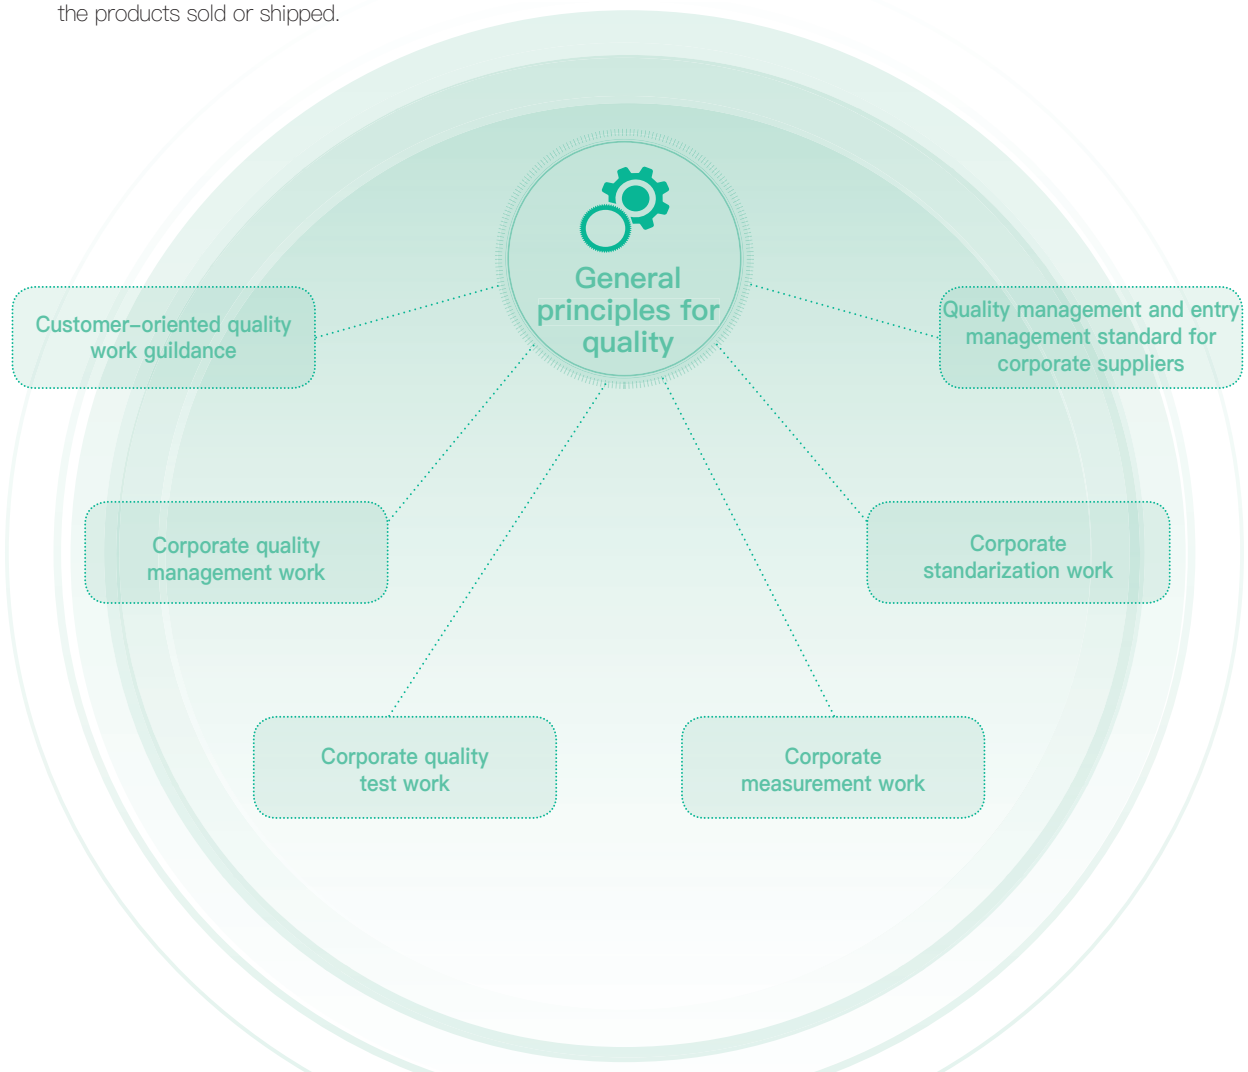 the products sold or shipped.
General
principles for
quality
Customer–oriented quality
work guildance
Quality management and entry
management standard for
corporate suppliers
Corporate quality
management work
Corporate
standarization work
Corporate quality
test work
Corporate
measurement work